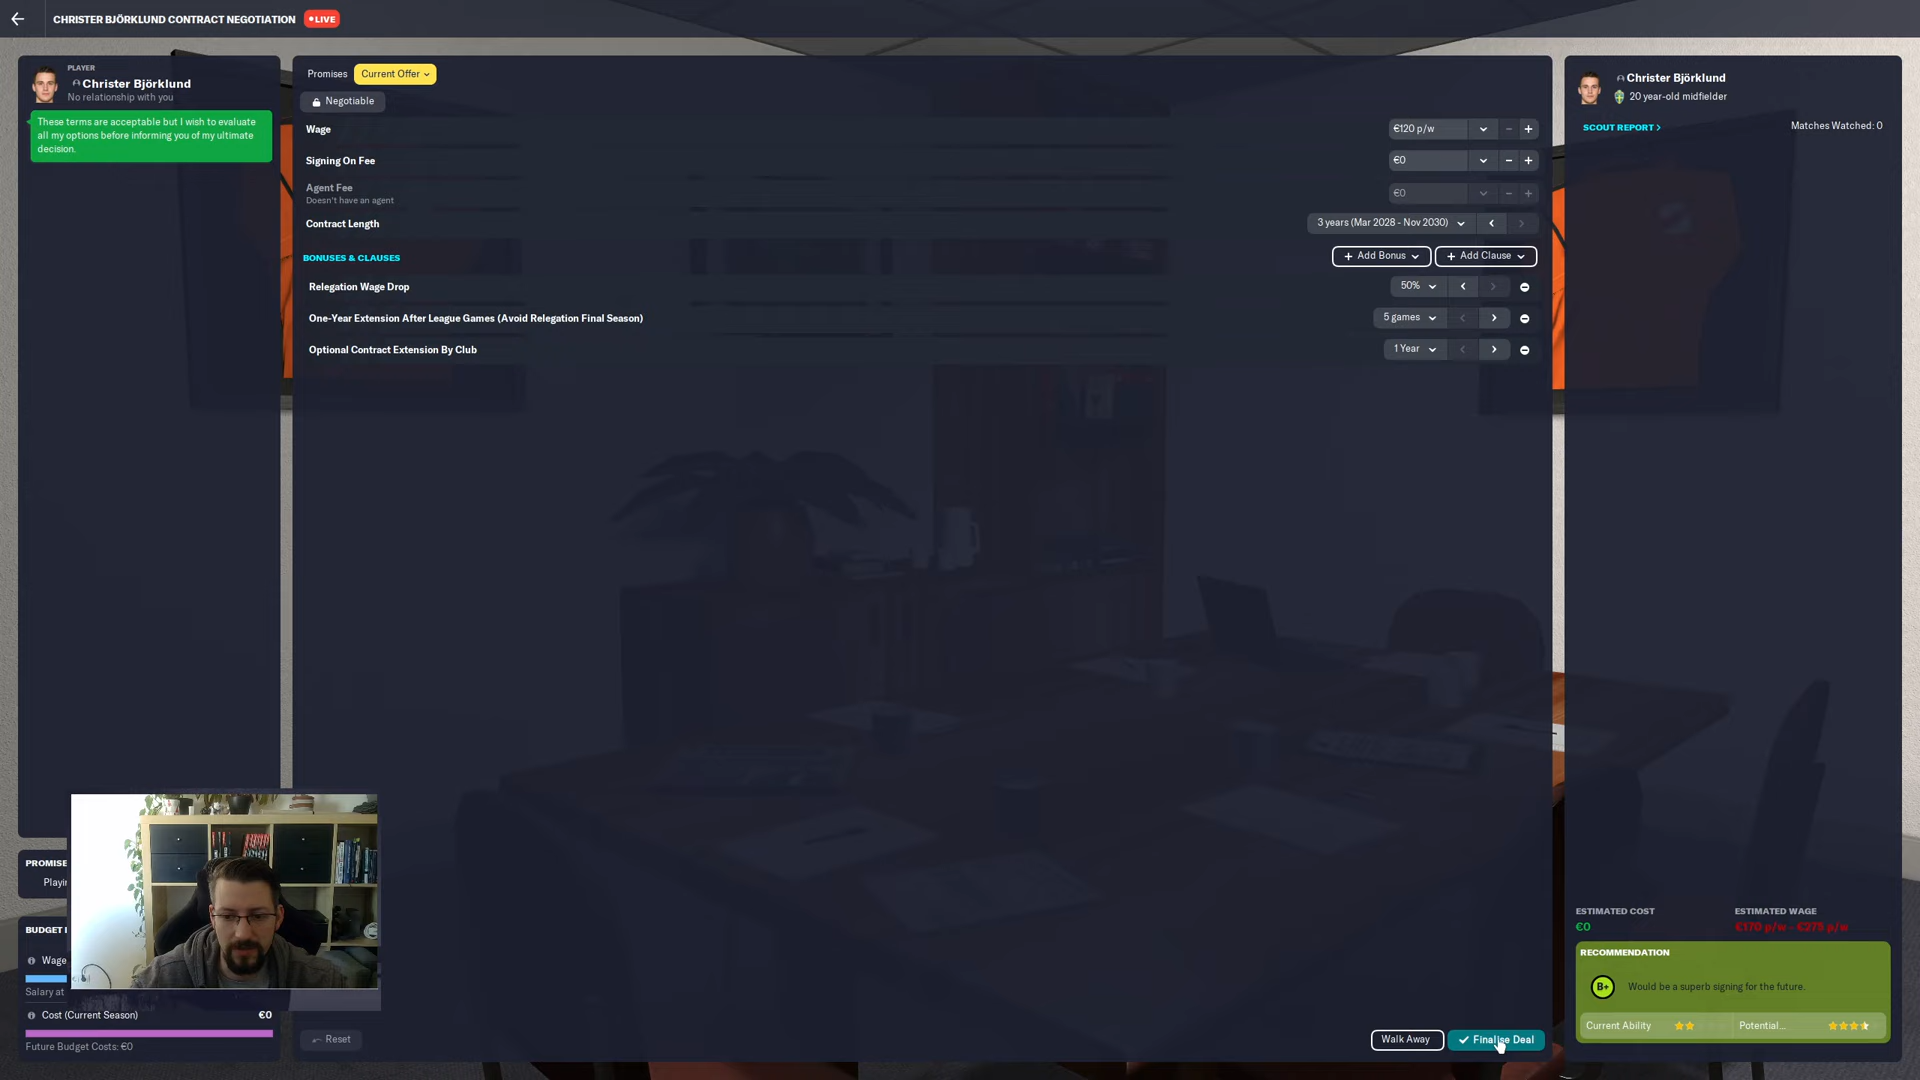 CHRISTER BJÖRKLUND CONTRACT NEGOTIATION
LIVE
PLAYER
Christer Björklund
No relationship with you
These terms are acceptable but I wish to evaluate
all my options before informing you of my ultimate
decision.
Promises
Current Offer
Negotiable
Wage
€120 p/w
Signing On Fee
€0
Agent Fee
Doesn't have an agent
€0
Contract Length
3 years (Mar 2028 - Nov 2030)
BONUSES & CLAUSES
Add Bonus
Add Clause
Relegation Wage Drop
50%
One-Year Extension After League Games (Avoid Relegation Final Season)
5 games
Optional Contract Extension By Club
1 Year
Christer Björklund
20 year-old midfielder
SCOUT REPORT >
Matches Watched: 0
PROMISE
BUDGET
Wage
Salary at
Cost (Current Season)
€0
Future Budget Costs: €0
Reset
Walk Away
Finalise Deal
ESTIMATED COST
€0
ESTIMATED WAGE
€170 p/w - €275 p/w
RECOMMENDATION
B+
Would be a superb signing for the future.
Current Ability
Potential...